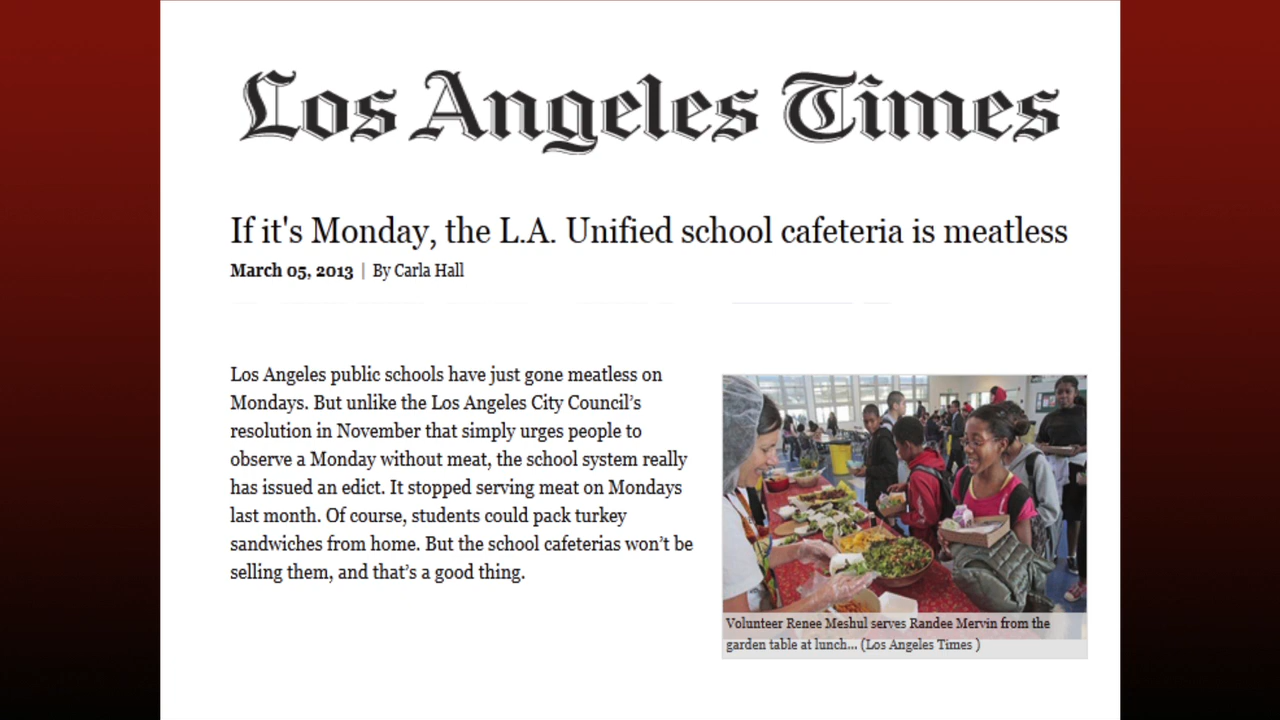 Los Angeles Times
If it's Monday, the L.A. Unified school cafeteria is meatless
March 05, 2013 | By Carla Hall
Los Angeles public schools have just gone meatless on
Mondays. But unlike the Los Angeles City Council’s
resolution in November that simply urges people to
observe a Monday without meat, the school system really
has issued an edict. It stopped serving meat on Mondays
last month. Of course, students could pack turkey
sandwiches from home. But the school cafeterias won’t be
selling them, and that’s a good thing.
Volunteer Renee Meshul serves Randee Mervin from the
garden table at lunch... (Los Angeles Times )